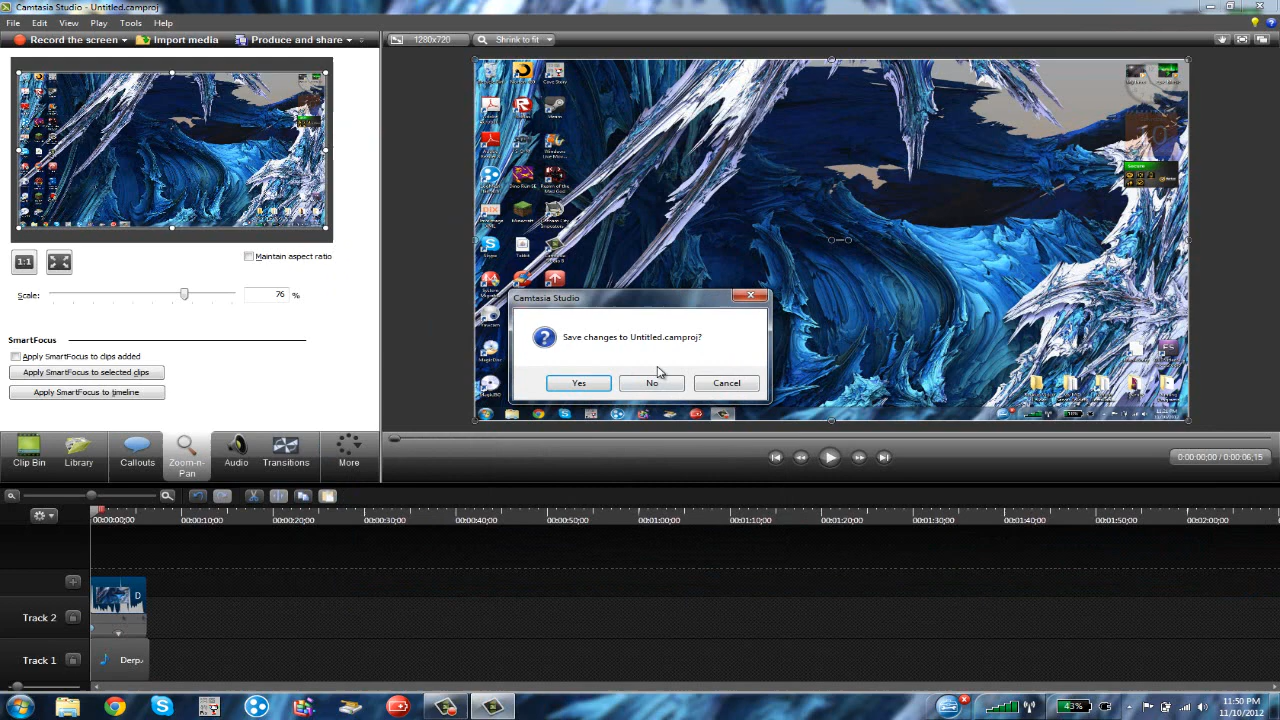 Camtasia Studio - Untitled.camproj
File Edit View Play Tools Help
Record the screen Import media Produce and share
1280x720 Shrink to fit
1:1
Maintain aspect ratio
Scale: 76 %
SmartFocus
Apply SmartFocus to clips added
Apply SmartFocus to selected clips
Apply SmartFocus to timeline
Clip Bin Library Callouts Zoom-n-Pan Audio Transitions More
Secure
Skype
Minecraft
Camtasia Studio
Save changes to Untitled.camproj?
Yes No Cancel
0:00:00;00 / 0:00:06;15
00:00:00;00 00:00:10;00 00:00:20;00 00:00:30;00 00:00:40;00 00:00:50;00 00:01:00;00 00:01:10;00 00:01:20;00 00:01:30;00 00:01:40;00 00:01:50;00 00:02:00;00
D
Track 2
Track 1 Derp
43%
11:50 PM
11/10/2012